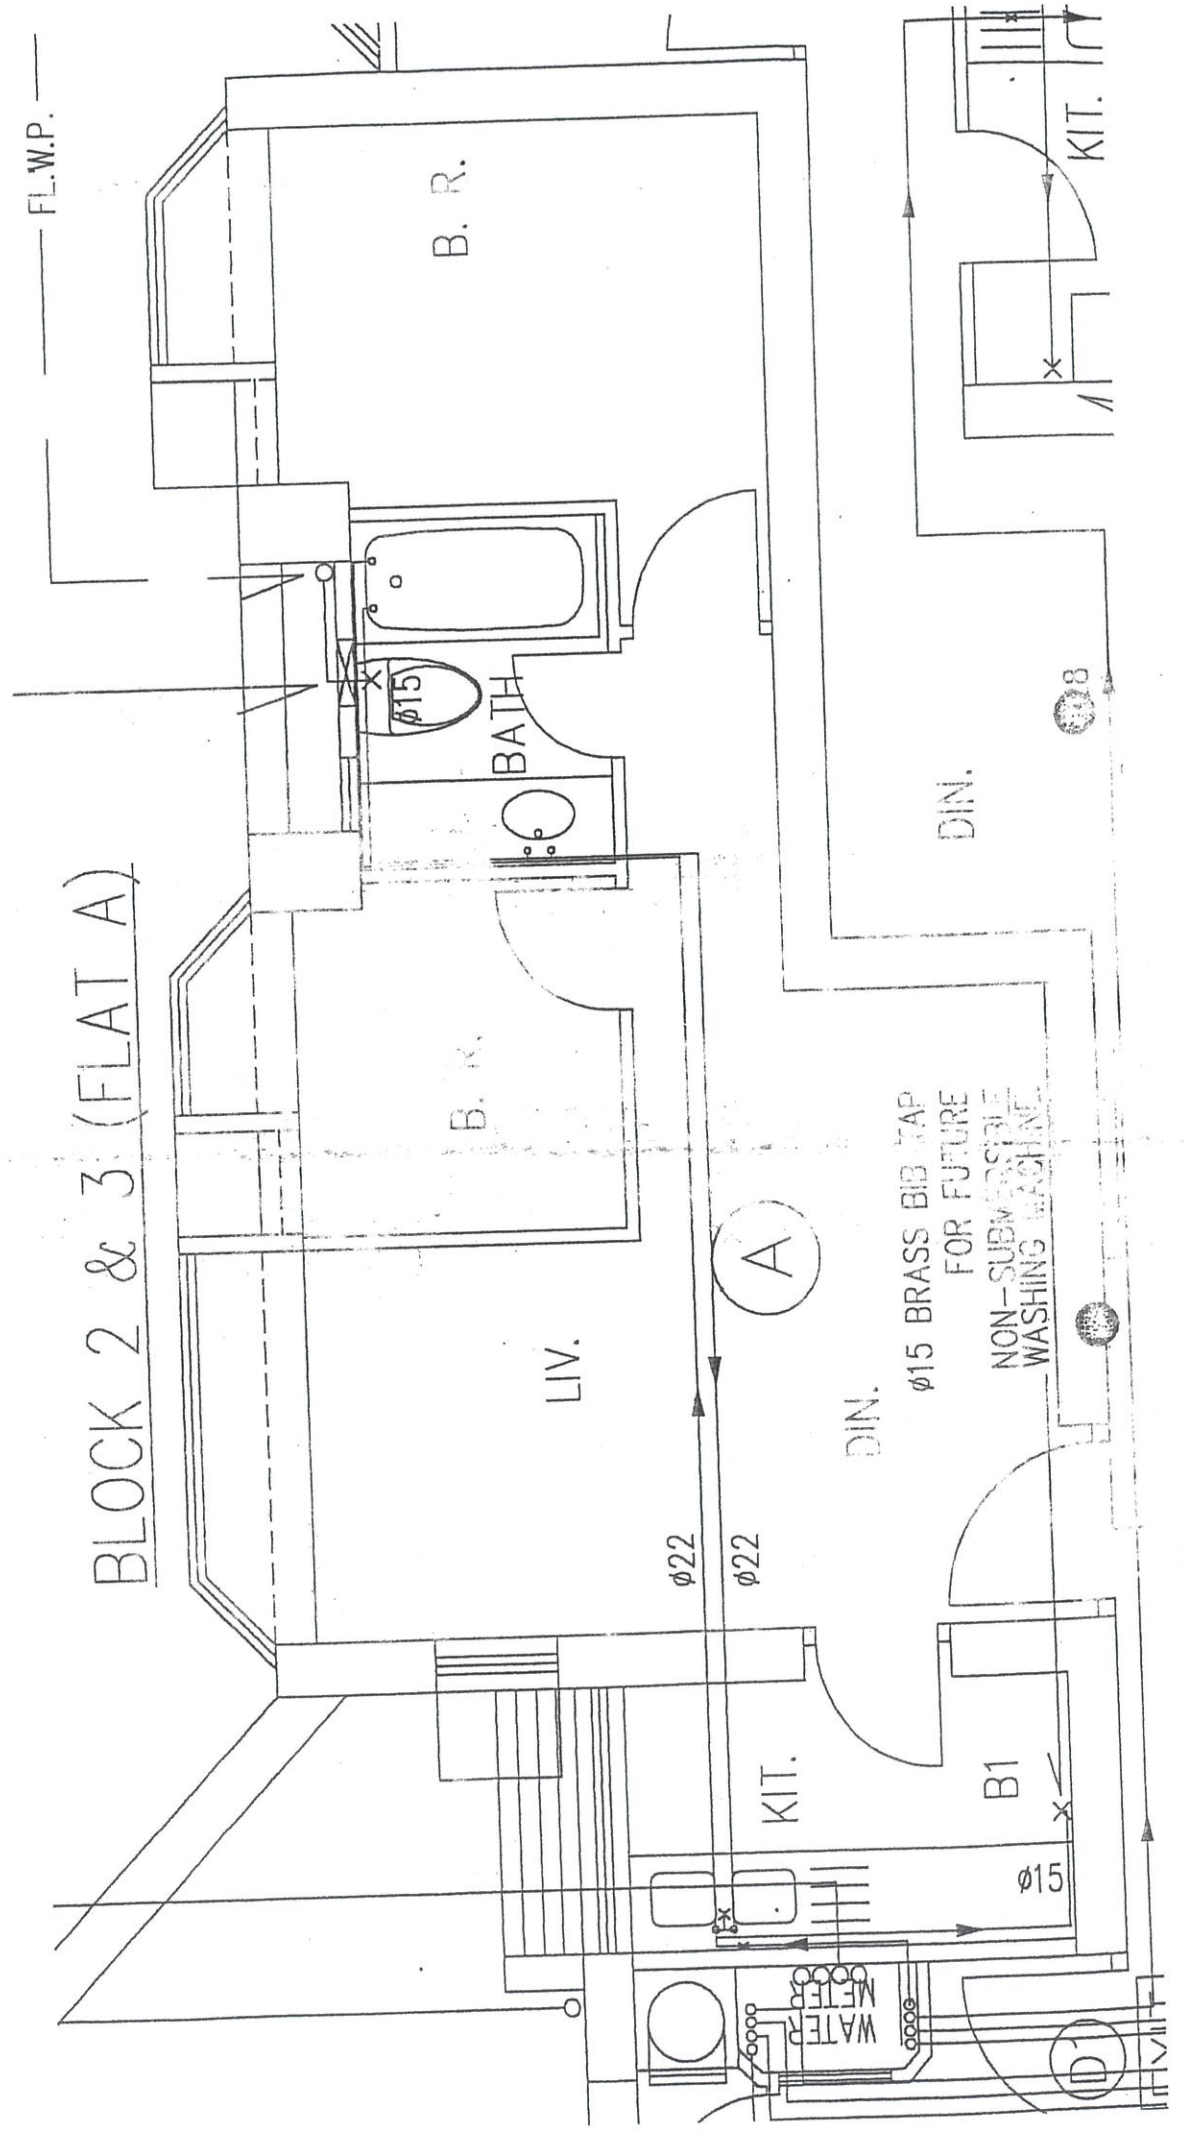 BLOCK 2 & 3 (FLAT A)
FL.W.P.
B. R.
BATH
ø15
B. R.
LIV.
A
ø22
ø22
DIN.
ø15 BRASS BIB TAP
FOR FUTURE
NON-SUBMERSIBLE
WASHING MACHINE.
DIN.
KIT.
KIT.
B1
ø15
WATER
METER
D